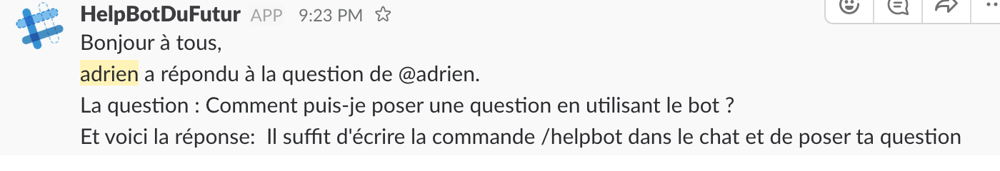 HelpBotDuFutur APP 9:23 PM
Bonjour à tous,
adrien a répondu à la question de @adrien.
La question : Comment puis-je poser une question en utilisant le bot ?
Et voici la réponse:  Il suffit d'écrire la commande /helpbot dans le chat et de poser ta question